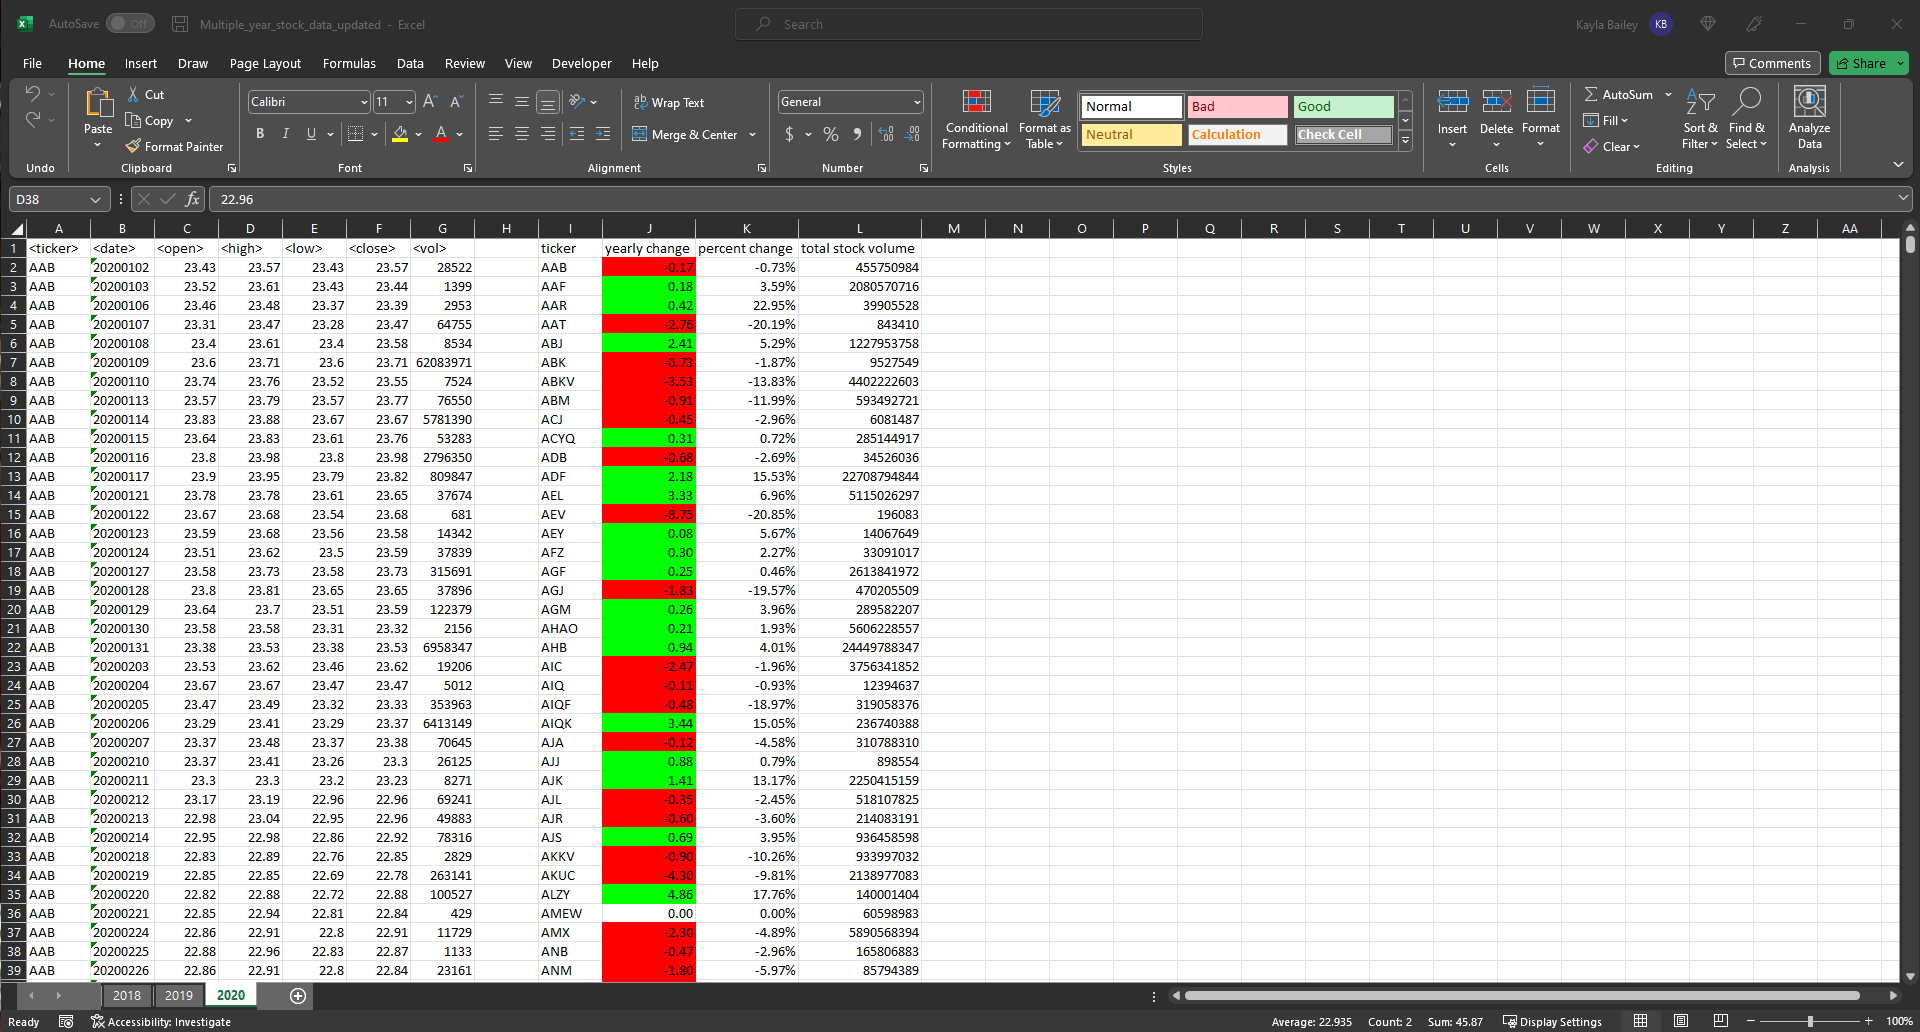 AutoSave Off Multiple_year_stock_data_updated - Excel Search Kayla Bailey KB
File Home Insert Draw Page Layout Formulas Data Review View Developer Help Comments Share
Paste Cut Copy Format Painter
Calibri 11 A A
B I U A
ab Wrap Text
Merge & Center
General
$ % 9
Conditional Formatting Format as Table
Normal Bad Good
Neutral Calculation Check Cell
Insert Delete Format
AutoSum Fill Clear
Sort & Filter Find & Select Analyze Data
Undo Clipboard Font Alignment Number Styles Cells Editing Analysis
D38 fx 22.96
A B C D E F G H I J K L M N O P Q R S T U V W X Y Z AA
1 <ticker> <date> <open> <high> <low> <close> <vol> ticker yearly change percent change total stock volume
2 AAB 20200102 23.43 23.57 23.43 23.57 28522 AAB -0.17 -0.73% 455750984
3 AAB 20200103 23.52 23.61 23.43 23.44 1399 AAF 0.18 3.59% 2080570716
4 AAB 20200106 23.46 23.48 23.37 23.39 2953 AAR 0.42 22.95% 39905528
5 AAB 20200107 23.31 23.47 23.28 23.47 64755 AAT -2.76 -20.19% 843410
6 AAB 20200108 23.4 23.61 23.4 23.58 8534 ABJ 2.41 5.29% 1227953758
7 AAB 20200109 23.6 23.71 23.6 23.71 62083971 ABK -0.73 -1.87% 9527549
8 AAB 20200110 23.74 23.76 23.52 23.55 7524 ABKV -3.53 -13.83% 4402222603
9 AAB 20200113 23.57 23.79 23.57 23.77 76550 ABM -0.91 -11.99% 593492721
10 AAB 20200114 23.83 23.88 23.67 23.67 5781390 ACJ -0.45 -2.96% 6081487
11 AAB 20200115 23.64 23.83 23.61 23.76 53283 ACYQ 0.31 0.72% 285144917
12 AAB 20200116 23.8 23.98 23.8 23.98 2796350 ADB -0.68 -2.69% 34526036
13 AAB 20200117 23.9 23.95 23.79 23.82 809847 ADF 2.18 15.53% 22708794844
14 AAB 20200121 23.78 23.78 23.61 23.65 37674 AEL 3.33 6.96% 5115026297
15 AAB 20200122 23.67 23.68 23.54 23.68 681 AEV -8.75 -20.85% 196083
16 AAB 20200123 23.59 23.68 23.56 23.58 14342 AEY 0.08 5.67% 14067649
17 AAB 20200124 23.51 23.62 23.5 23.59 37839 AFZ 0.30 2.27% 33091017
18 AAB 20200127 23.58 23.73 23.58 23.73 315691 AGF 0.25 0.46% 2613841972
19 AAB 20200128 23.8 23.81 23.65 23.65 37896 AGJ -1.83 -19.57% 470205509
20 AAB 20200129 23.64 23.7 23.51 23.59 122379 AGM 0.26 3.96% 289582207
21 AAB 20200130 23.58 23.58 23.31 23.32 2156 AHAO 0.21 1.93% 5606228557
22 AAB 20200131 23.38 23.53 23.38 23.53 6958347 AHB 0.94 4.01% 24449788347
23 AAB 20200203 23.53 23.62 23.46 23.62 19206 AIC -2.47 -1.96% 3756341852
24 AAB 20200204 23.67 23.67 23.47 23.47 5012 AIQ -0.11 -0.93% 12394637
25 AAB 20200205 23.47 23.49 23.32 23.33 353963 AIQF -0.48 -18.97% 319058376
26 AAB 20200206 23.29 23.41 23.29 23.37 6413149 AIQK 3.44 15.05% 236740388
27 AAB 20200207 23.37 23.48 23.37 23.38 70645 AJA -0.12 -4.58% 310788310
28 AAB 20200210 23.37 23.41 23.26 23.3 26125 AJJ 0.88 0.79% 898554
29 AAB 20200211 23.3 23.3 23.2 23.23 8271 AJK 1.41 13.17% 2250415159
30 AAB 20200212 23.17 23.19 22.96 22.96 69241 AJL -0.35 -2.45% 518107825
31 AAB 20200213 22.98 23.04 22.95 22.96 49883 AJR -0.60 -3.60% 214083191
32 AAB 20200214 22.95 22.98 22.86 22.92 78316 AJS 0.69 3.95% 936458598
33 AAB 20200218 22.83 22.89 22.76 22.85 2829 AKKV -0.90 -10.26% 933997032
34 AAB 20200219 22.85 22.85 22.69 22.78 263141 AKUC -4.30 -9.81% 2138977083
35 AAB 20200220 22.82 22.88 22.72 22.88 100527 ALZY 4.86 17.76% 140001404
36 AAB 20200221 22.85 22.94 22.81 22.84 429 AMEW 0.00 0.00% 60598983
37 AAB 20200224 22.86 22.91 22.8 22.91 11729 AMX -2.30 -4.89% 5890568394
38 AAB 20200225 22.88 22.96 22.83 22.87 1133 ANB -0.47 -2.96% 165806883
39 AAB 20200226 22.86 22.91 22.8 22.84 23161 ANM -1.80 -5.97% 85794389
2018 2019 2020
Ready Accessibility: Investigate Average: 22.935 Count: 2 Sum: 45.87 Display Settings 100%